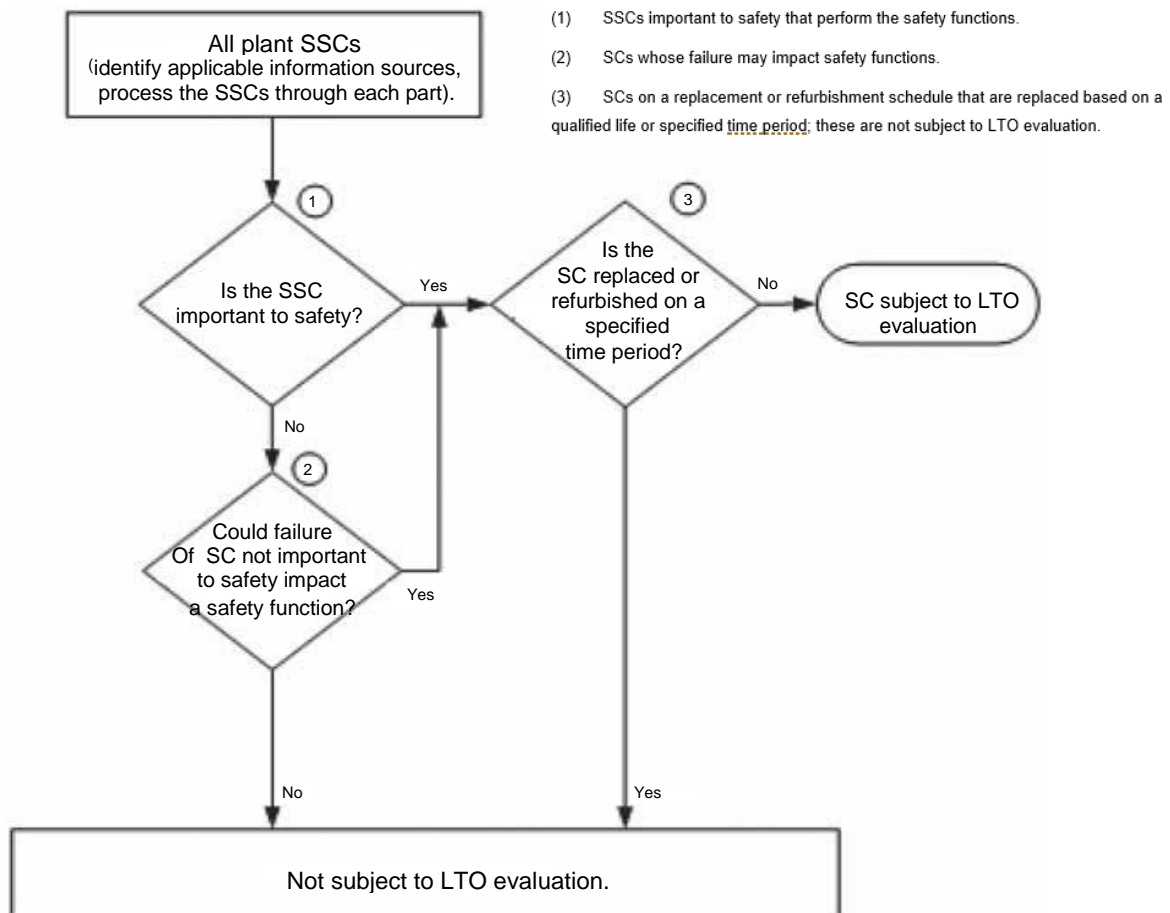 All plant SSCs
(identify applicable information sources,
process the SSCs through each part).
(1) SSCs important to safety that perform the safety functions.
(2) SCs whose failure may impact safety functions.
(3) SCs on a replacement or refurbishment schedule that are replaced based on a
qualified life or specified time period; these are not subject to LTO evaluation.
1
Is the SSC
important to safety?
Yes
No
3
Is the
SC replaced or
refurbished on a
specified
time period?
No
SC subject to LTO
evaluation
2
Could failure
Of SC not important
to safety impact
a safety function?
Yes
No
Yes
Not subject to LTO evaluation.